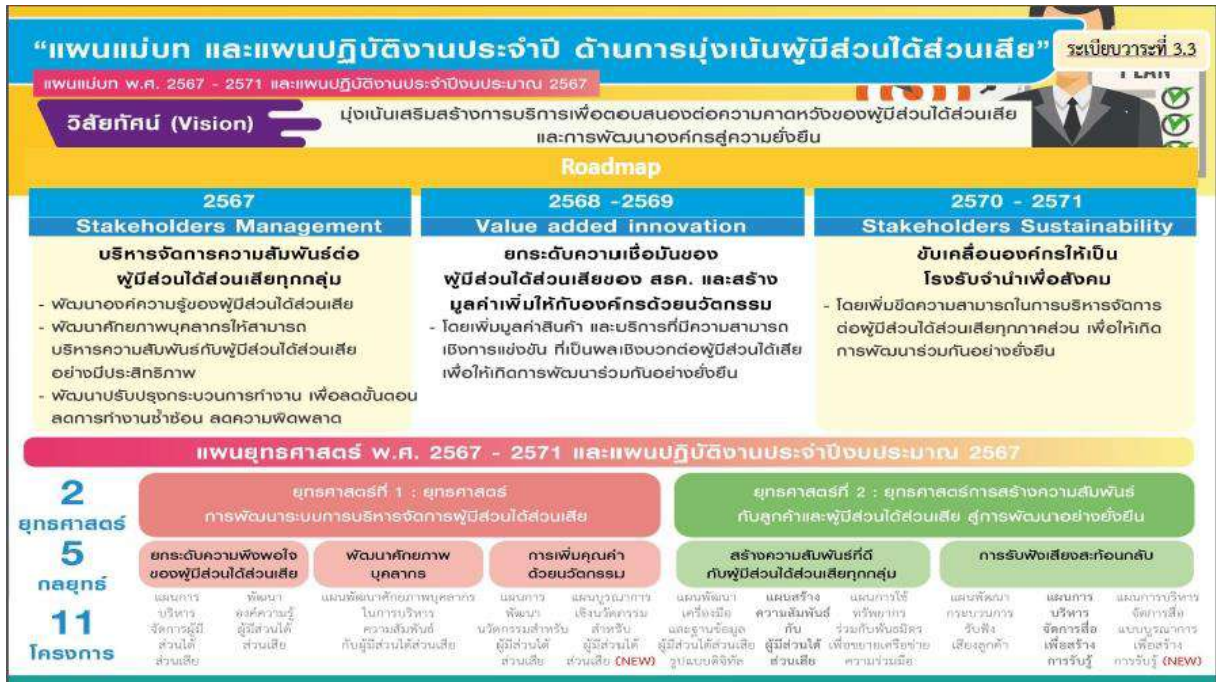 “แผนแม่บท และแผนปฏิบัติงานประจำปี ด้านการมุ่งเน้นผู้มีส่วนได้ส่วนเสีย”
ระเบียบวาระที่ 3.3
แผนแม่บท พ.ศ. 2567 - 2571 และแผนปฏิบัติงานประจำปีงบประมาณ 2567
PLAN
วิสัยทัศน์ (Vision)
มุ่งเน้นเสริมสร้างการบริการเพื่อตอบสนองต่อความคาดหวังของผู้มีส่วนได้ส่วนเสีย
และการพัฒนาองค์กรสู่ความยั่งยืน
Roadmap
2567
Stakeholders Management
บริหารจัดการความสัมพันธ์ต่อ
ผู้มีส่วนได้ส่วนเสียทุกกลุ่ม
- พัฒนาองค์ความรู้ของผู้มีส่วนได้ส่วนเสีย
- พัฒนาศักยภาพบุคลากรให้สามารถ
บริหารความสัมพันธ์กับผู้มีส่วนได้ส่วนเสีย
อย่างมีประสิทธิภาพ
- พัฒนาปรับปรุงกระบวนการทำงาน เพื่อลดขั้นตอน
ลดการทำงานซ้ำซ้อน ลดความผิดพลาด
2568 -2569
Value added innovation
ยกระดับความเชื่อมั่นของ
ผู้มีส่วนได้ส่วนเสียของ สธค. และสร้าง
มูลค่าเพิ่มให้กับองค์กรด้วยนวัตกรรม
- โดยเพิ่มมูลค่าสินค้า และบริการที่มีความสามารถ
เชิงการแข่งขัน ที่เป็นผลเชิงบวกต่อผู้มีส่วนได้เสีย
เพื่อให้เกิดการพัฒนาร่วมกันอย่างยั่งยืน
2570 - 2571
Stakeholders Sustainability
ขับเคลื่อนองค์กรให้เป็น
โรงรับจำนำเพื่อสังคม
- โดยเพิ่มขีดความสามารถในการบริหารจัดการ
ต่อผู้มีส่วนได้ส่วนเสียทุกภาคส่วน เพื่อให้เกิด
การพัฒนาร่วมกันอย่างยั่งยืน
แผนยุทธศาสตร์ พ.ศ. 2567 - 2571 และแผนปฏิบัติงานประจำปีงบประมาณ 2567
2
ยุทธศาสตร์
ยุทธศาสตร์ที่ 1 : ยุทธศาสตร์
การพัฒนาระบบการบริหารจัดการผู้มีส่วนได้ส่วนเสีย
ยุทธศาสตร์ที่ 2 : ยุทธศาสตร์การสร้างความสัมพันธ์
กับลูกค้าและผู้มีส่วนได้ส่วนเสีย สู่การพัฒนาอย่างยั่งยืน
5
กลยุทธ์
ยกระดับความพึงพอใจ
ของผู้มีส่วนได้ส่วนเสีย
พัฒนาศักยภาพ
บุคลากร
การเพิ่มคุณค่า
ด้วยนวัตกรรม
สร้างความสัมพันธ์ที่ดี
กับผู้มีส่วนได้ส่วนเสียทุกกลุ่ม
การรับฟังเสียงสะท้อนกลับ
11
โครงการ
แผนการ
บริหาร
จัดการผู้มี
ส่วนได้
ส่วนเสีย
พัฒนา
องค์ความรู้
ผู้มีส่วนได้
ส่วนเสีย
แผนพัฒนาศักยภาพบุคลากร
ในการบริหาร
ความสัมพันธ์
กับผู้มีส่วนได้ส่วนเสีย
แผนการ
พัฒนา
นวัตกรรมสำหรับ
ผู้มีส่วนได้
ส่วนเสีย
แผนบูรณาการ
เชิงนวัตกรรม
สำหรับ
ผู้มีส่วนได้
ส่วนเสีย (NEW)
แผนพัฒนา
เครื่องมือ
และฐานข้อมูล
ผู้มีส่วนได้ส่วนเสีย
รูปแบบดิจิทัล
แผนสร้าง
ความสัมพันธ์
กับ
ผู้มีส่วนได้
ส่วนเสีย
แผนการใช้
ทรัพยากร
ร่วมกับพันธมิตร
เพื่อขยายเครือข่าย
ความร่วมมือ
แผนพัฒนา
กระบวนการ
รับฟัง
เสียงลูกค้า
แผนการ
บริหาร
จัดการสื่อ
เพื่อสร้าง
การรับรู้
แผนการบริหาร
จัดการสื่อ
แบบบูรณาการ
เพื่อสร้าง
การรับรู้ (NEW)